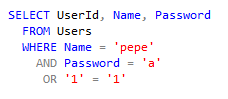 SELECT UserId, Name, Password
FROM Users
WHERE Name = 'pepe'
AND Password = 'a'
OR '1' = '1'